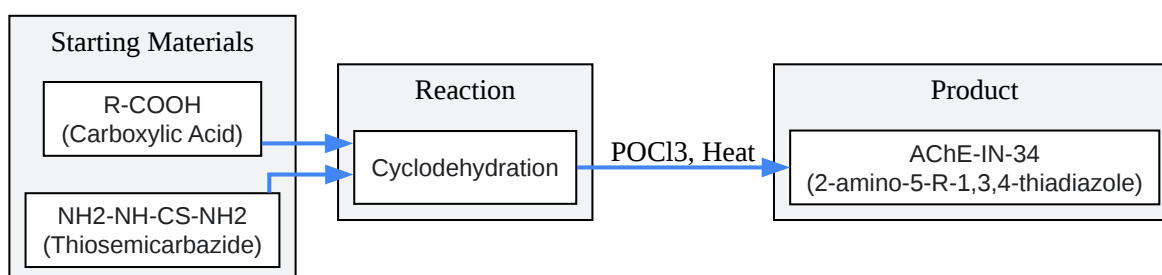 Starting Materials
R-COOH
(Carboxylic Acid)
NH2-NH-CS-NH2
(Thiosemicarbazide)
Reaction
Cyclodehydration
POCl3, Heat
Product
AChE-IN-34
(2-amino-5-R-1,3,4-thiadiazole)